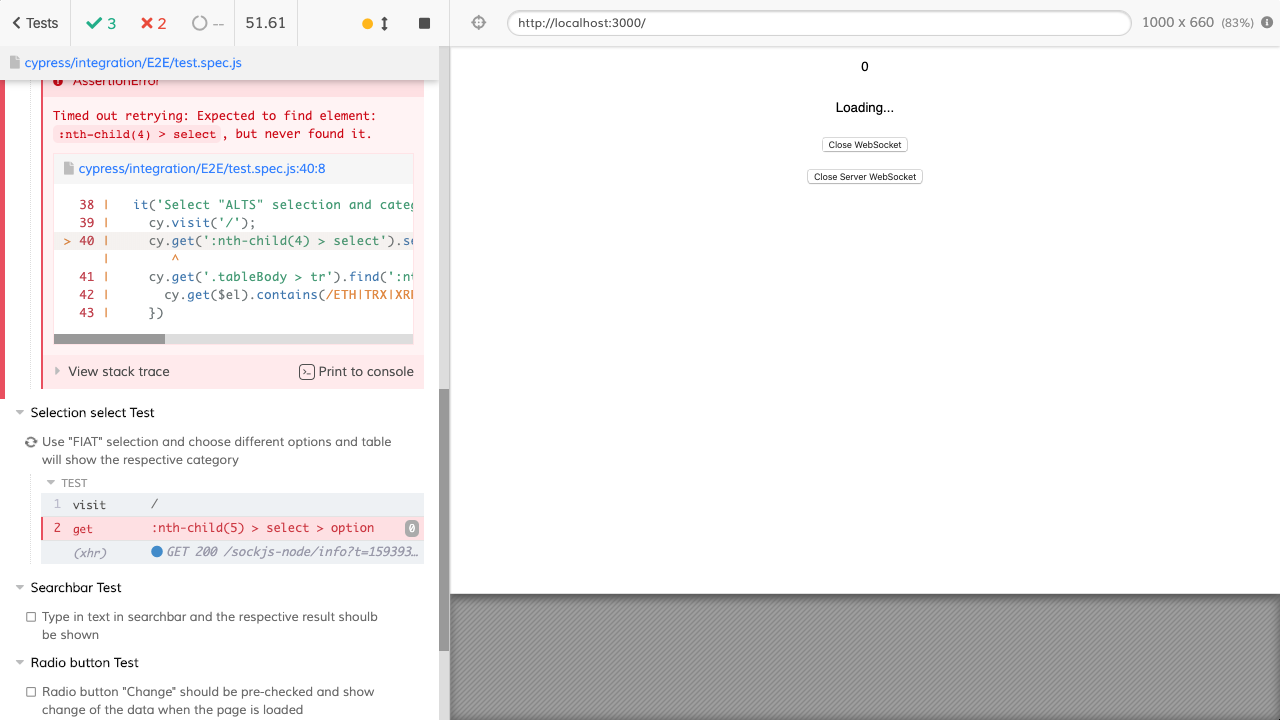 Tests
3
2
--
51.61
http://localhost:3000/
1000 x 660 (83%)
cypress/integration/E2E/test.spec.js
AssertionError
Timed out retrying: Expected to find element:
:nth-child(4) > select, but never found it.
cypress/integration/E2E/test.spec.js:40:8
38 | it('Select "ALTS" selection and categ
39 | cy.visit('/');
> 40 | cy.get(':nth-child(4) > select').se
| ^
41 | cy.get('.tableBody > tr').find(':nt
42 | cy.get($el).contains(/ETH|TRX|XRP
43 | })
View stack trace
Print to console
Selection select Test
Use "FIAT" selection and choose different options and table
will show the respective category
TEST
1 visit /
2 get :nth-child(5) > select > option 0
(xhr) GET 200 /sockjs-node/info?t=159393…
Searchbar Test
Type in text in searchbar and the respective result shoulb
be shown
Radio button Test
Radio button "Change" should be pre-checked and show
change of the data when the page is loaded
0
Loading...
Close WebSocket
Close Server WebSocket